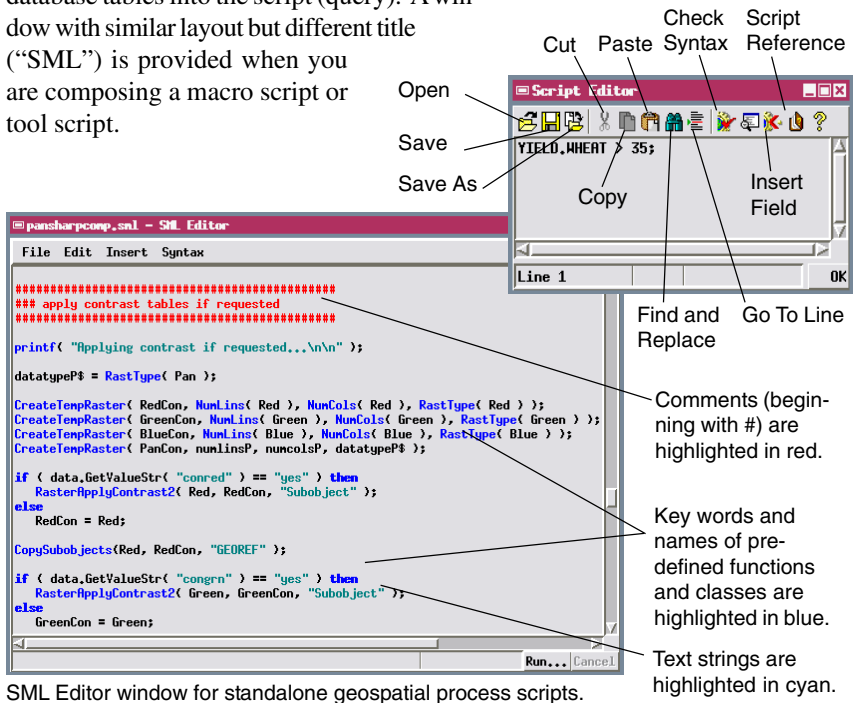 database tables into the script (query). A win-
dow with similar layout but different title
("SML") is provided when you
are composing a macro script or
tool script.
Check Syntax
Script Reference
Cut
Paste
Open
Save
Save As
Script Editor
YIELD.WHEAT > 35;
Copy
Insert Field
Line 1
OK
Find and Replace
Go To Line
pansharpcomp.sml - SML Editor
File Edit Insert Syntax
##############################################
### apply contrast tables if requested
##############################################
printf( "Applying contrast if requested...\n\n" );
datatypeP$ = RastType( Pan );
CreateTempRaster( RedCon, NumLins( Red ), NumCols( Red ), RastType( Red ) );
CreateTempRaster( GreenCon, NumLins( Green ), NumCols( Green ), RastType( Green ) );
CreateTempRaster( BlueCon, NumLins( Blue ), NumCols( Blue ), RastType( Blue ) );
CreateTempRaster( PanCon, numlinsP, numcolsP, datatypeP$ );
if ( data.GetValueStr( "conred" ) == "yes" ) then
RasterApplyContrast2( Red, RedCon, "Subobject" );
else
RedCon = Red;
CopySubobjects(Red, RedCon, "GEOREF" );
if ( data.GetValueStr( "congrn" ) == "yes" ) then
RasterApplyContrast2( Green, GreenCon, "Subobject" );
else
GreenCon = Green;
Run... Cancel
Comments (begin-
ning with #) are
highlighted in red.
Key words and
names of pre-
defined functions
and classes are
highlighted in blue.
Text strings are
highlighted in cyan.
SML Editor window for standalone geospatial process scripts.